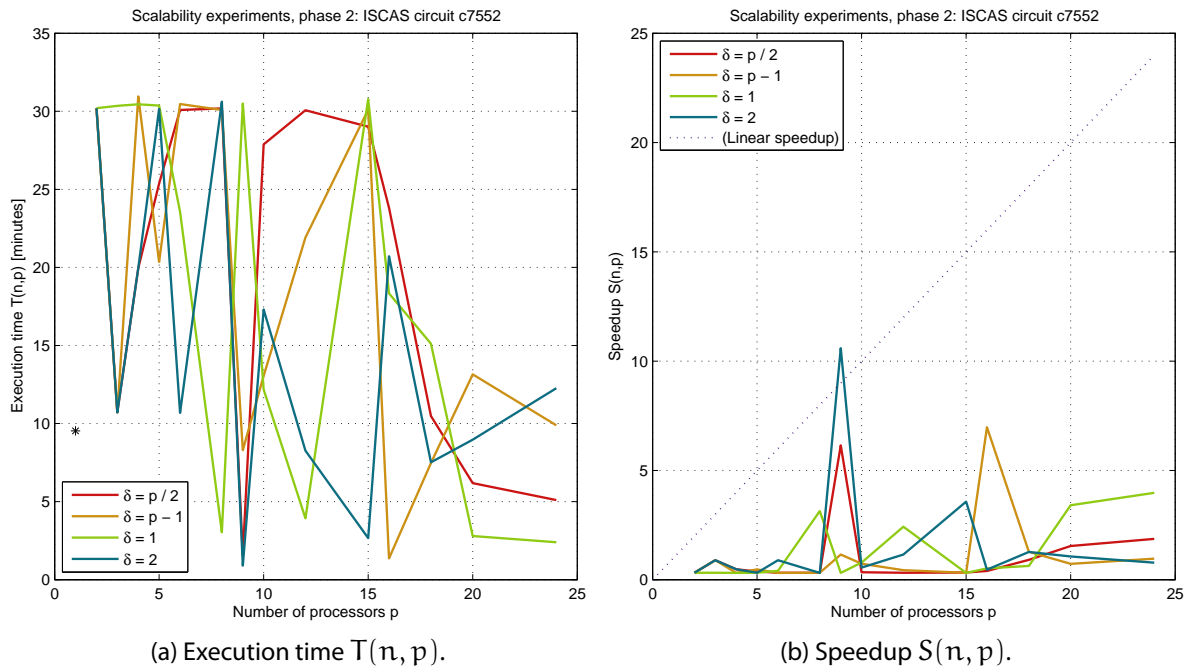 Scalability experiments, phase 2: ISCAS circuit c7552
35
30
25
20
15
10
5
0
Execution time T(n,p) [minutes]
*
δ = p / 2
δ = p − 1
δ = 1
δ = 2
0 5 10 15 20 25
Number of processors p
(a) Execution time T(n, p).
Scalability experiments, phase 2: ISCAS circuit c7552
25
20
15
10
5
0
Speedup S(n,p)
δ = p / 2
δ = p − 1
δ = 1
δ = 2
(Linear speedup)
0 5 10 15 20 25
Number of processors p
(b) Speedup S(n, p).